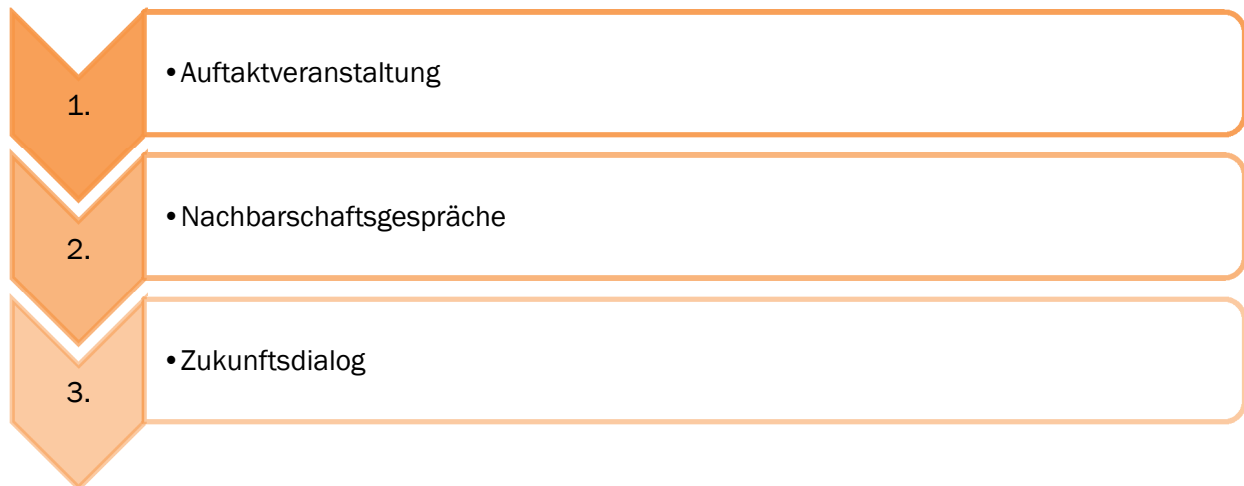 1.
•Auftaktveranstaltung
2.
•Nachbarschaftsgespräche
3.
•Zukunftsdialog